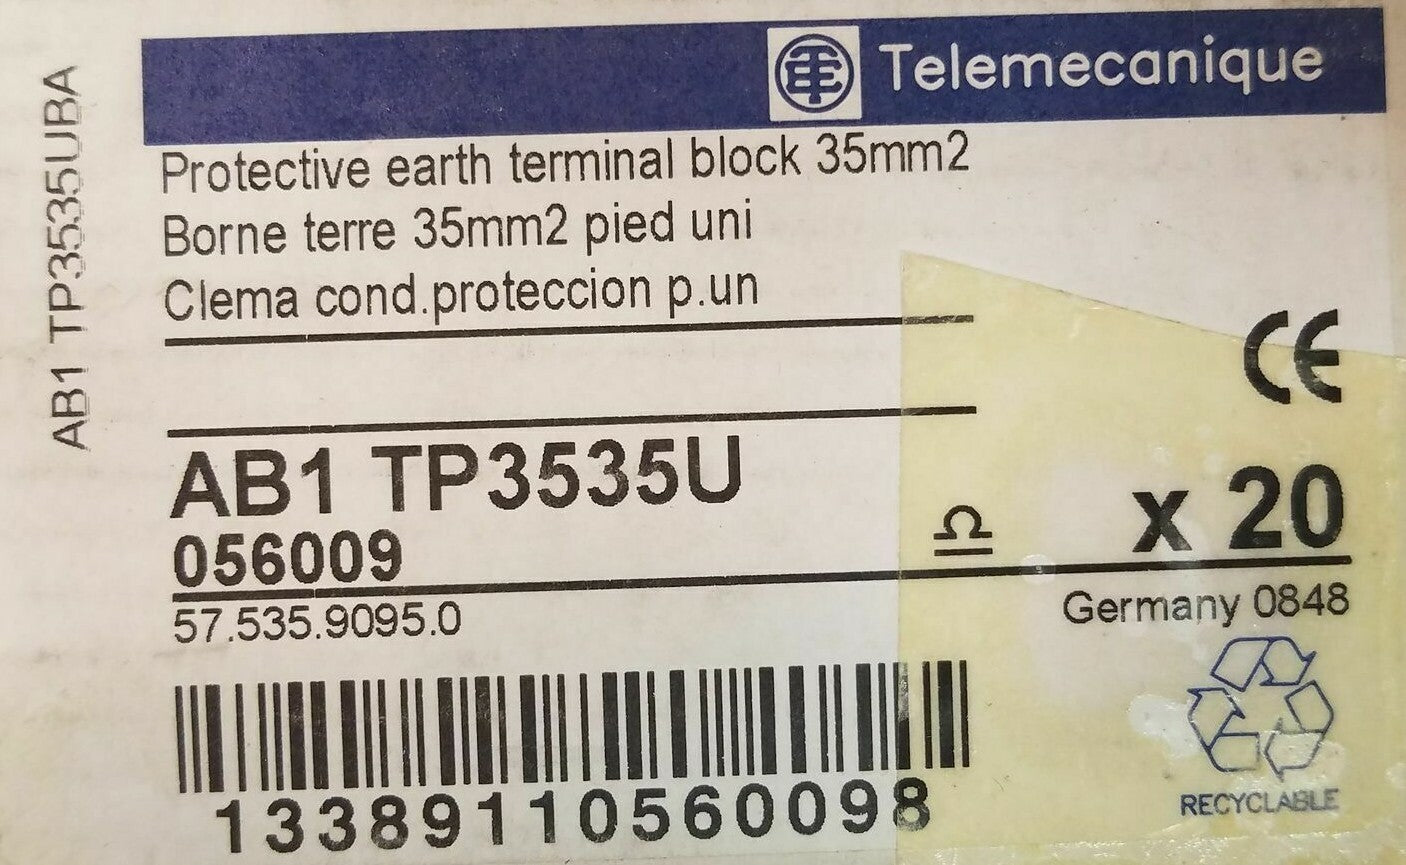 AB1 TP3535UBA
Telemecanique
Protective earth terminal block 35mm2
Borne terre 35mm2 pied uni
Clema cond.proteccion p.un
CE
AB1 TP3535U
x 20
056009
57.535.9095.0
Germany 0848
13389110560098
RECYCLABLE